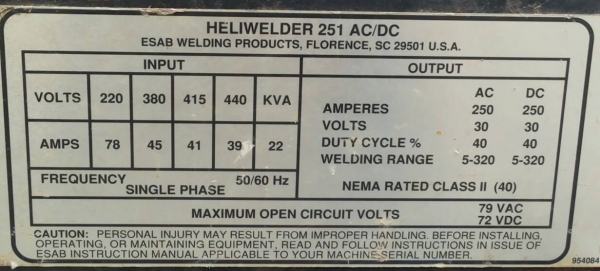 HELIWELDER 251 AC/DC
ESAB WELDING PRODUCTS, FLORENCE, SC 29501 U.S.A.
INPUT
VOLTS 220 380 415 440 KVA
AMPS 78 45 41 39 22
FREQUENCY 50/60 Hz
SINGLE PHASE
OUTPUT
AC DC
AMPERES 250 250
VOLTS 30 30
DUTY CYCLE % 40 40
WELDING RANGE 5-320 5-320
NEMA RATED CLASS II (40)
MAXIMUM OPEN CIRCUIT VOLTS 79 VAC
72 VDC
CAUTION: PERSONAL INJURY MAY RESULT FROM IMPROPER HANDLING. BEFORE INSTALLING,
OPERATING, OR MAINTAINING EQUIPMENT, READ AND FOLLOW INSTRUCTIONS IN ISSUE OF
ESAB INSTRUCTION MANUAL APPLICABLE TO YOUR MACHINE SERIAL NUMBER.
954084